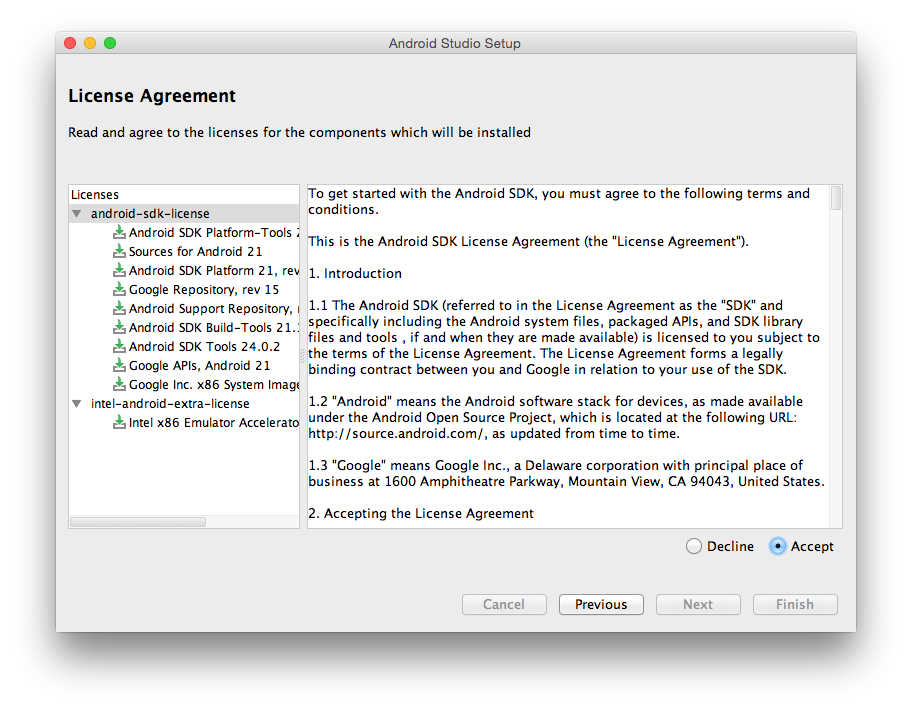 Android Studio Setup
License Agreement
Read and agree to the licenses for the components which will be installed
Licenses
android-sdk-license
Android SDK Platform-Tools
Sources for Android 21
Android SDK Platform 21, rev
Google Repository, rev 15
Android Support Repository,
Android SDK Build-Tools 21.
Android SDK Tools 24.0.2
Google APIs, Android 21
Google Inc. x86 System Image
intel-android-extra-license
Intel x86 Emulator Accelerato
To get started with the Android SDK, you must agree to the following terms and
conditions.
This is the Android SDK License Agreement (the "License Agreement").
1. Introduction
1.1 The Android SDK (referred to in the License Agreement as the "SDK" and
specifically including the Android system files, packaged APIs, and SDK library
files and tools , if and when they are made available) is licensed to you subject to
the terms of the License Agreement. The License Agreement forms a legally
binding contract between you and Google in relation to your use of the SDK.
1.2 "Android" means the Android software stack for devices, as made available
under the Android Open Source Project, which is located at the following URL:
http://source.android.com/, as updated from time to time.
1.3 "Google" means Google Inc., a Delaware corporation with principal place of
business at 1600 Amphitheatre Parkway, Mountain View, CA 94043, United States.
2. Accepting the License Agreement
Decline
Accept
Cancel
Previous
Next
Finish